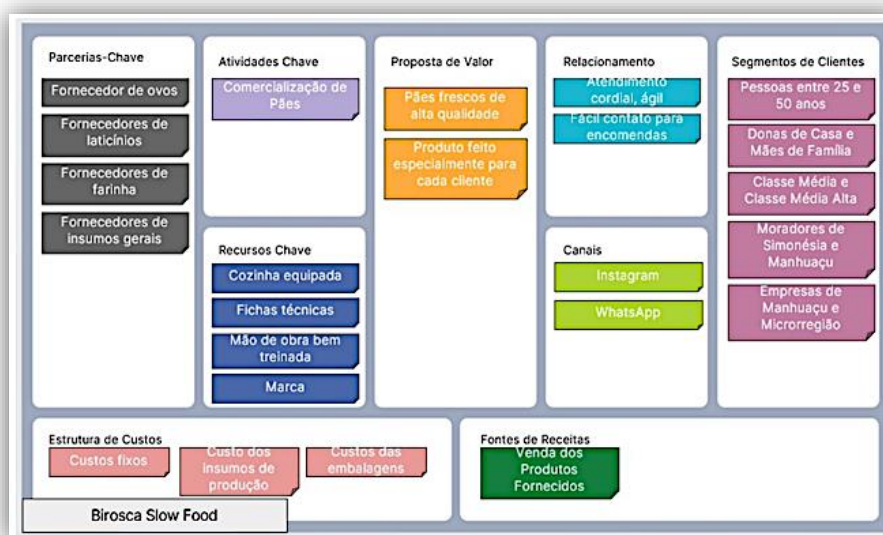 Parcerias-Chave
Fornecedor de ovos
Fornecedores de
laticínios
Fornecedores de
farinha
Fornecedores de
insumos gerais
Atividades Chave
Comercialização de
Pães
Recursos Chave
Cozinha equipada
Fichas técnicas
Mão de obra bem
treinada
Marca
Proposta de Valor
Pães frescos de
alta qualidade
Produto feito
especialmente para
cada cliente
Relacionamento
Atendimento
cordial, ágil
Fácil contato para
encomendas
Canais
Instagram
WhatsApp
Segmentos de Clientes
Pessoas entre 25 e
50 anos
Donas de Casa e
Mães de Família
Classe Média e
Classe Média Alta
Moradores de
Simonésia e
Manhuaçu
Empresas de
Manhuaçu e
Microrregião
Estrutura de Custos
Custos fixos
Custo dos
insumos de
produção
Custos das
embalagens
Fontes de Receitas
Venda dos
Produtos
Fornecidos
Birosca Slow Food